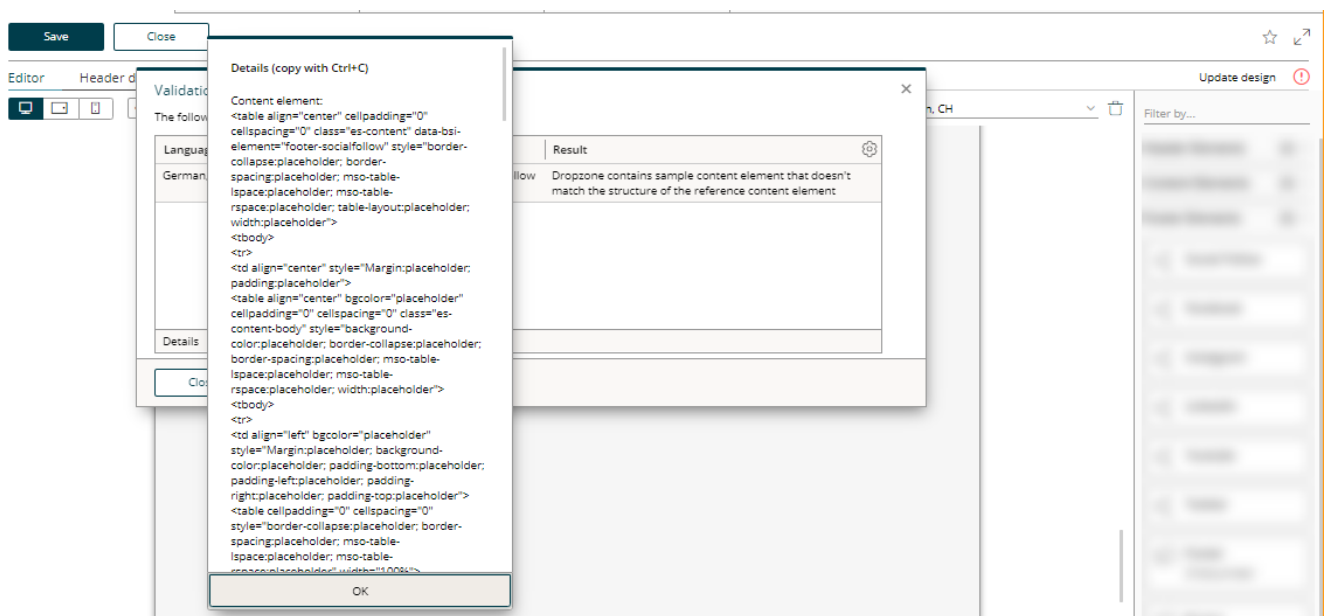 Save
Close
Editor
Header d
Update design
Validatio
n, CH
Filter by...
The follow
Languag
Result
German,
llow
Dropzone contains sample content element that doesn't
match the structure of the reference content element
Details
Clos
Details (copy with Ctrl+C)
Content element:
<table align="center" cellpadding="0"
cellspacing="0" class="es-content" data-bsi-
element="footer-socialfollow" style="border-
collapse:placeholder; border-
spacing:placeholder; mso-table-
lspace:placeholder; mso-table-
rspace:placeholder; table-layout:placeholder;
width:placeholder">
<tbody>
<tr>
<td align="center" style="Margin:placeholder;
padding:placeholder">
<table align="center" bgcolor="placeholder"
cellpadding="0" cellspacing="0" class="es-
content-body" style="background-
color:placeholder; border-collapse:placeholder;
border-spacing:placeholder; mso-table-
lspace:placeholder; mso-table-
rspace:placeholder; width:placeholder">
<tbody>
<tr>
<td align="left" bgcolor="placeholder"
style="Margin:placeholder; background-
color:placeholder; padding-bottom:placeholder;
padding-left:placeholder; padding-
right:placeholder; padding-top:placeholder">
<table cellpadding="0" cellspacing="0"
style="border-collapse:placeholder; border-
spacing:placeholder; mso-table-
lspace:placeholder; mso-table-
rspace:placeholder" width="100%">
OK